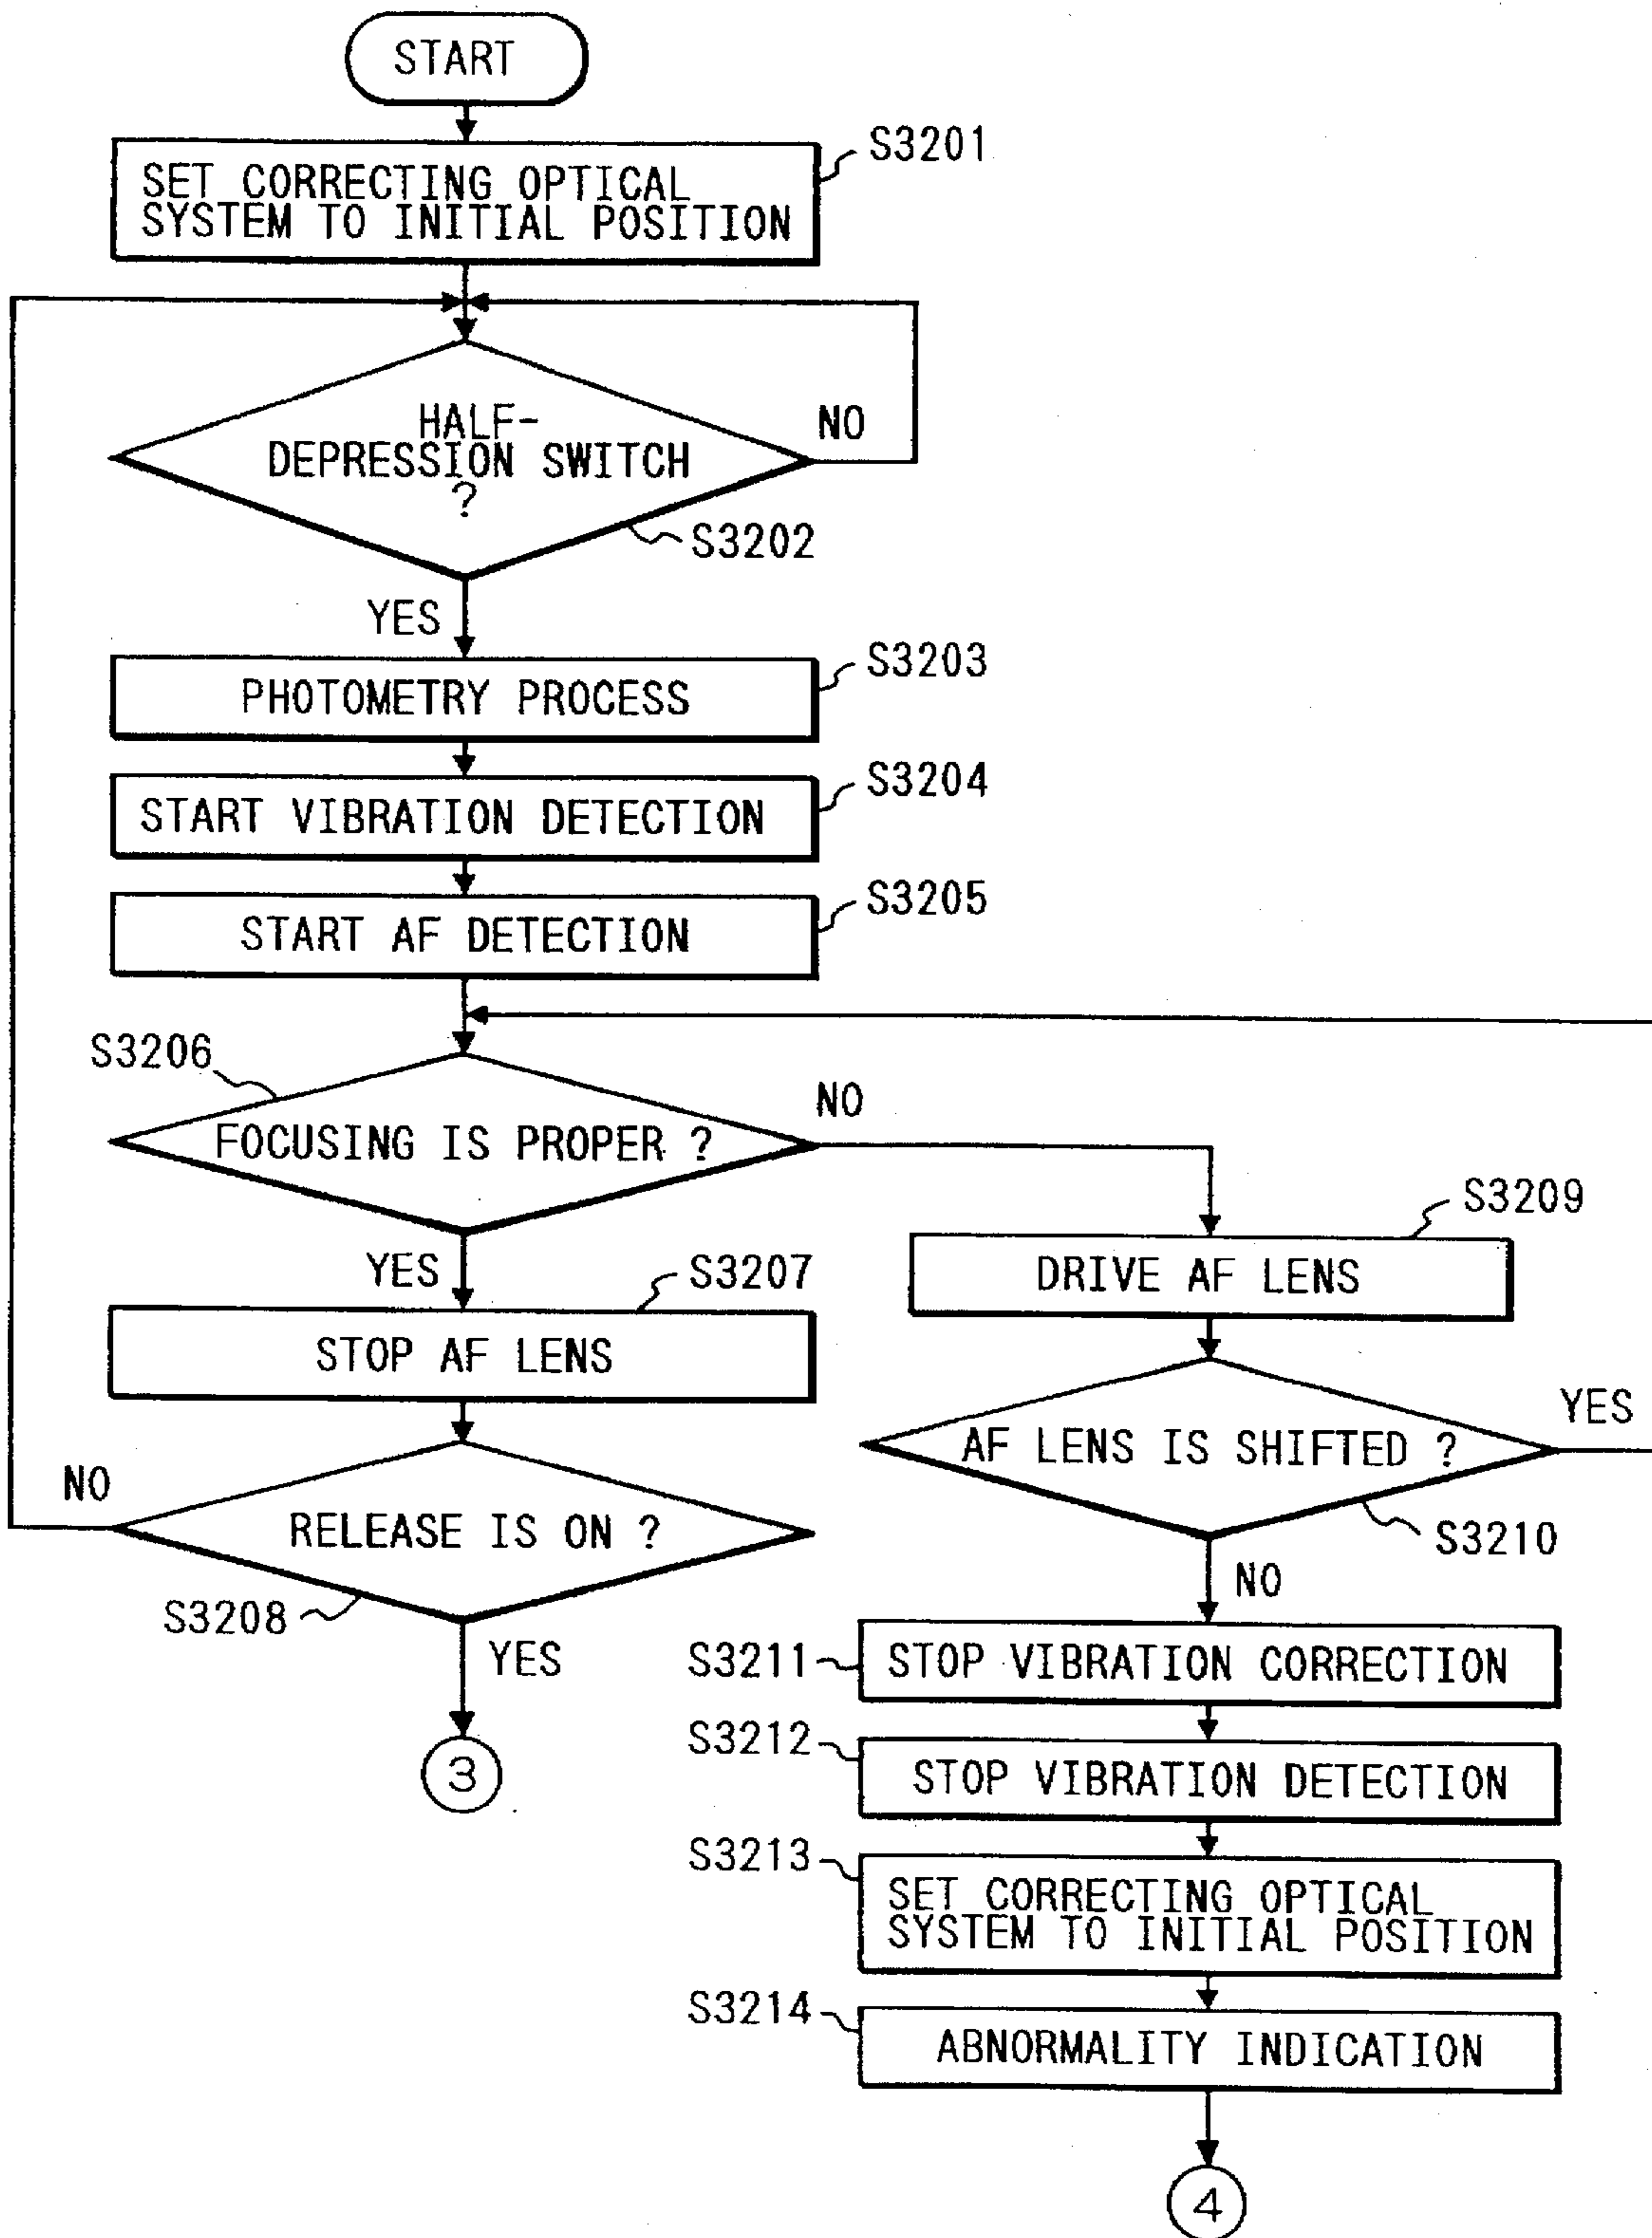 START
S3201
SET CORRECTING OPTICAL
SYSTEM TO INITIAL POSITION
HALF-
DEPRESSION SWITCH
?
NO
S3202
YES
S3203
PHOTOMETRY PROCESS
S3204
START VIBRATION DETECTION
S3205
START AF DETECTION
S3206
FOCUSING IS PROPER ?
NO
YES
S3207
STOP AF LENS
S3209
DRIVE AF LENS
AF LENS IS SHIFTED ?
YES
S3210
NO
NO
RELEASE IS ON ?
S3208
YES
3
S3211
STOP VIBRATION CORRECTION
S3212
STOP VIBRATION DETECTION
S3213
SET CORRECTING OPTICAL
SYSTEM TO INITIAL POSITION
S3214
ABNORMALITY INDICATION
4